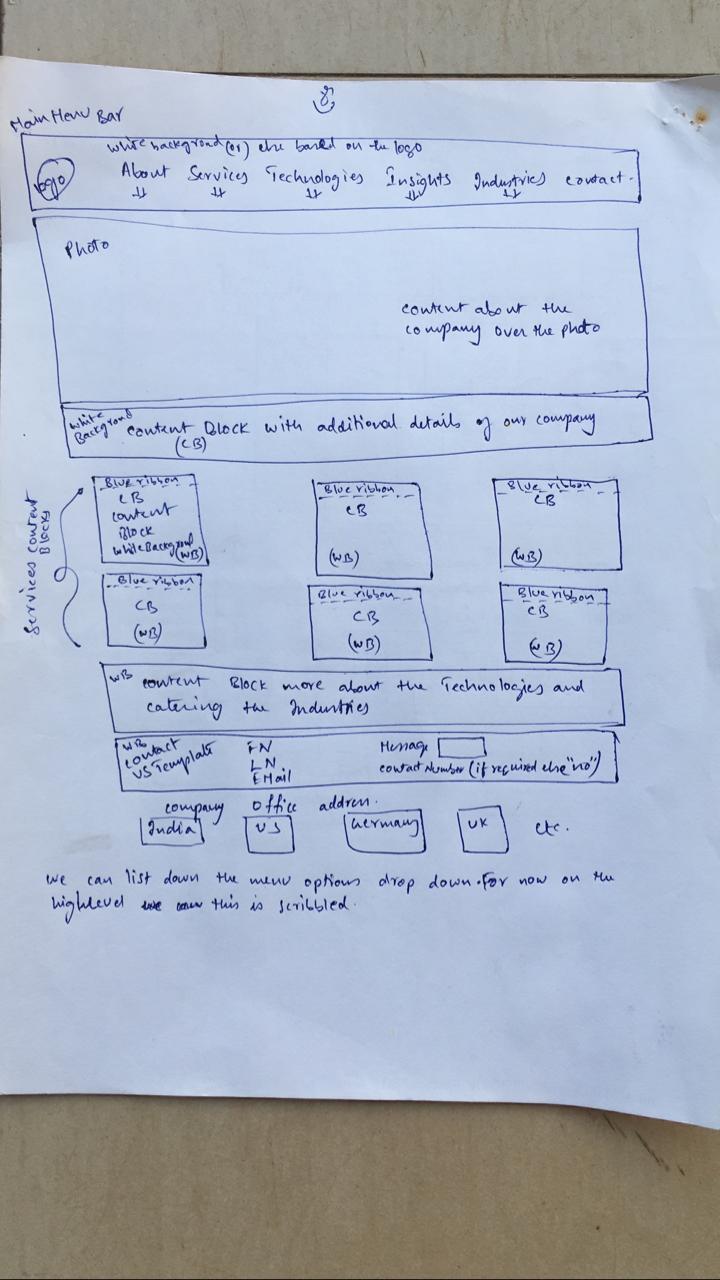 Main Menu Bar
White background (or) else based on the logo
logo
About Services Technologies Insights Industries contact.
Photo
content about the
company over the photo
White
Background
content Block with additional details of our company
(CB)
Services content
Blocks
Blue ribbon
CB
content
Block
white Background
(WB)
Blue ribbon
CB
(WB)
Blue ribbon
CB
(WB)
Blue ribbon
CB
(WB)
Blue ribbon
CB
(WB)
Blue ribbon
CB
(WB)
WB
content Block more about the Technologies and
catering the Industries
WB
contact
US Template
FN
LN
EMail
Message
contact Number (if required else "no")
company office address.
India US Germany UK etc.
we can list down the menu options drop down. For now on the
highlevel this is scribbled.